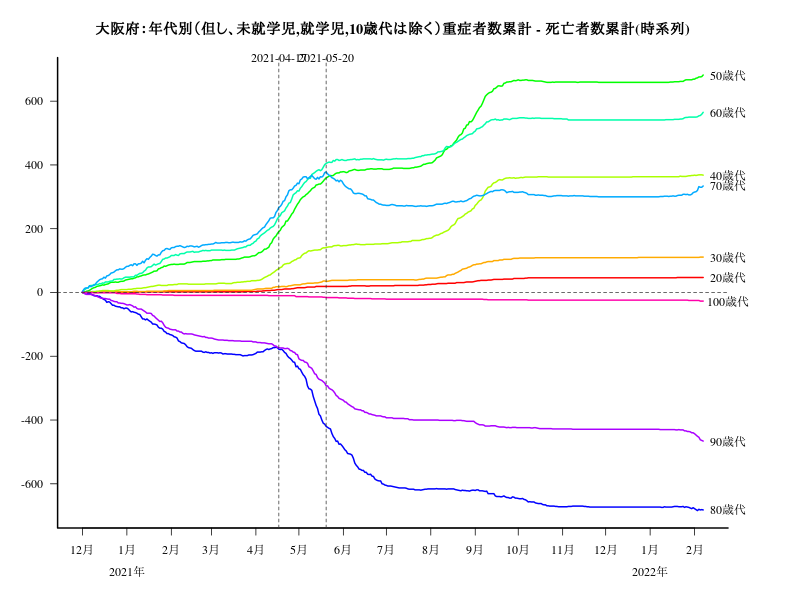 大阪府：年代別（但し、未就学児,就学児,10歳代は除く）重症者数累計 - 死亡者数累計(時系列)
2021-04-17
2021-05-20
600
400
200
0
-200
-400
-600
50歳代
60歳代
40歳代
70歳代
30歳代
20歳代
100歳代
90歳代
80歳代
12月 1月 2月 3月 4月 5月 6月 7月 8月 9月 10月 11月 12月 1月 2月
2021年 2022年